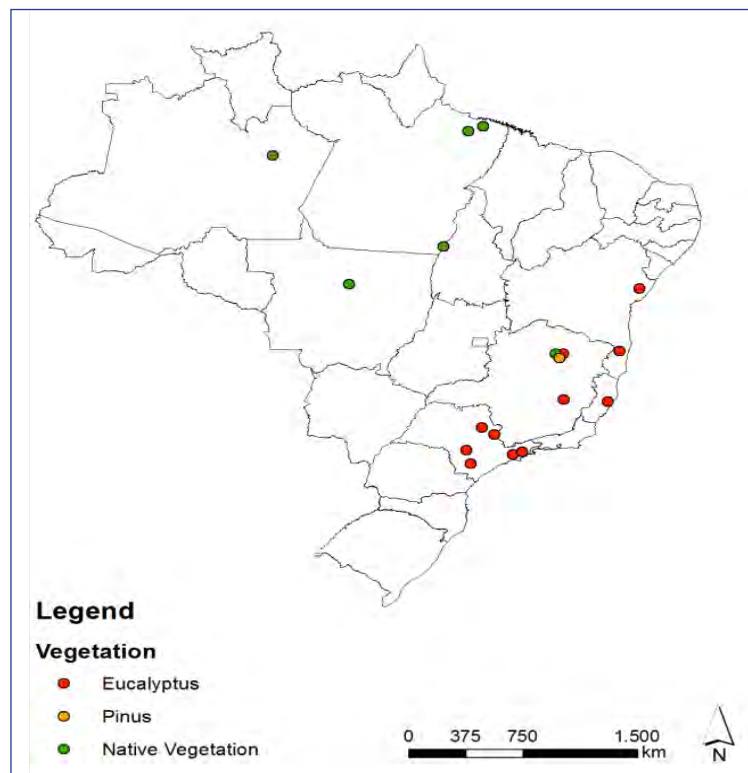 Legend
Vegetation
Eucalyptus
Pinus
Native Vegetation
0 375 750 1.500
km
N